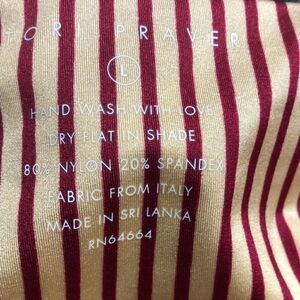 TORI PRAVER
L
HAND WASH WITH LOVE
DRY FLAT IN SHADE
80% NYLON 20% SPANDEX
FABRIC FROM ITALY
MADE IN SRI LANKA
RN64664